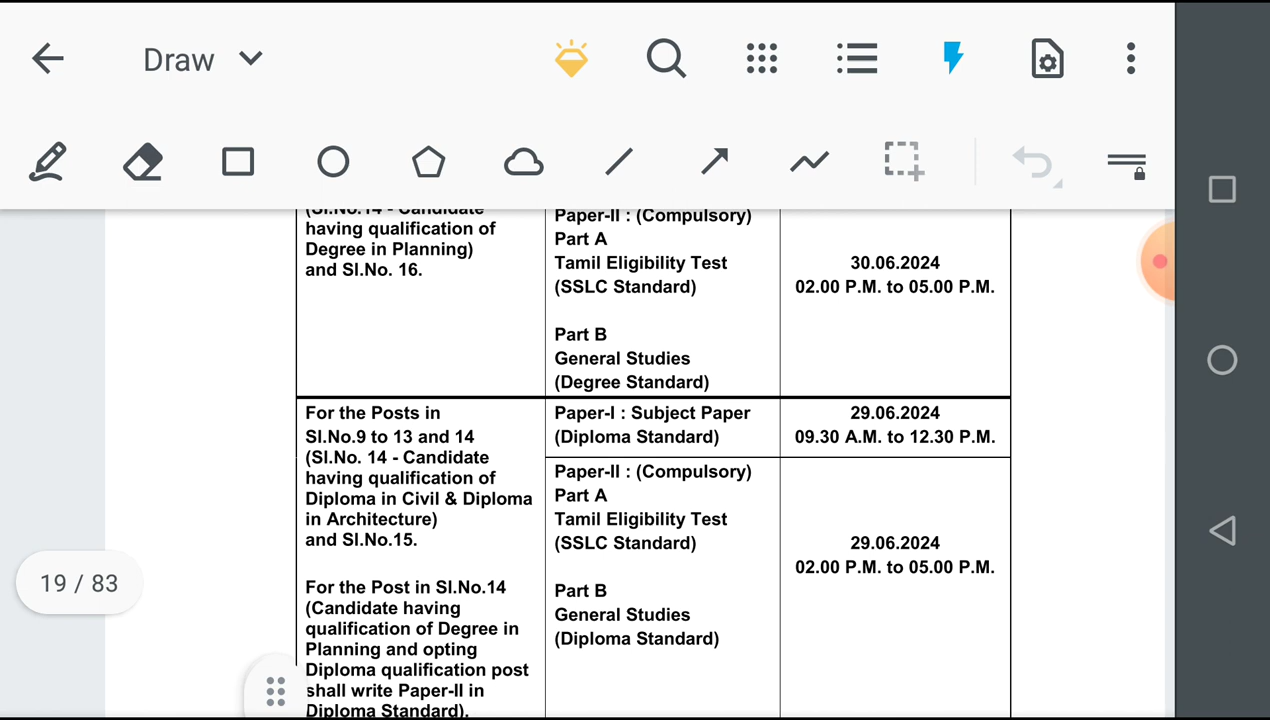 Draw
(Sl.No.14 - Candidate
having qualification of
Degree in Planning)
and Sl.No. 16.
Paper-II : (Compulsory)
Part A
Tamil Eligibility Test
(SSLC Standard)
Part B
General Studies
(Degree Standard)
30.06.2024
02.00 P.M. to 05.00 P.M.
For the Posts in
Sl.No.9 to 13 and 14
(Sl.No. 14 - Candidate
having qualification of
Diploma in Civil & Diploma
in Architecture)
and Sl.No.15.
For the Post in Sl.No.14
(Candidate having
qualification of Degree in
Planning and opting
Diploma qualification post
shall write Paper-II in
Diploma Standard).
Paper-I : Subject Paper
(Diploma Standard)
29.06.2024
09.30 A.M. to 12.30 P.M.
Paper-II : (Compulsory)
Part A
Tamil Eligibility Test
(SSLC Standard)
Part B
General Studies
(Diploma Standard)
29.06.2024
02.00 P.M. to 05.00 P.M.
19 / 83